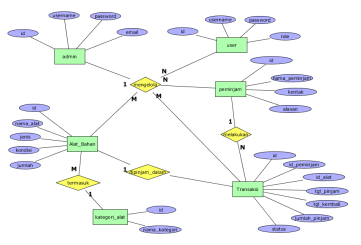 username
password
id
email
admin
username
password
id
role
user
id
nama_peminjam
kontak
alasan
peminjam
mengelola
1
N
N
M
M
id
nama_alat
jenis
kondisi
jumlah
Alat_Bahan
1
melakukan
N
1
dipinjam_dalam
M
termasuk
1
id
id_peminjam
id_alat
tgl_pinjam
tgl_kembali
jumlah_pinjam
status
Transaksi
kategori_alat
id
nama_kategori